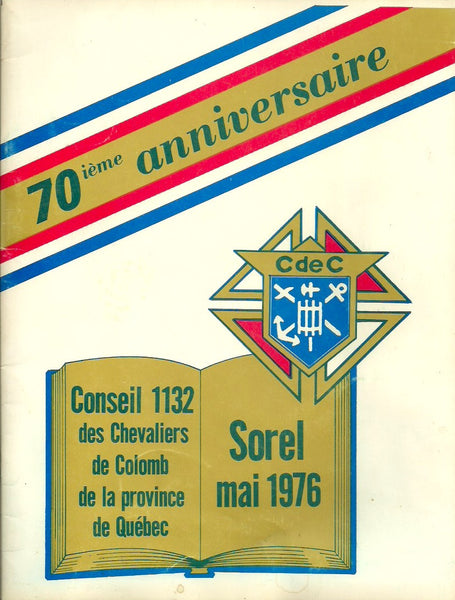 70ième anniversaire
CdeC
Conseil 1132
des Chevaliers
de Colomb
de la province
de Québec
Sorel
mai 1976